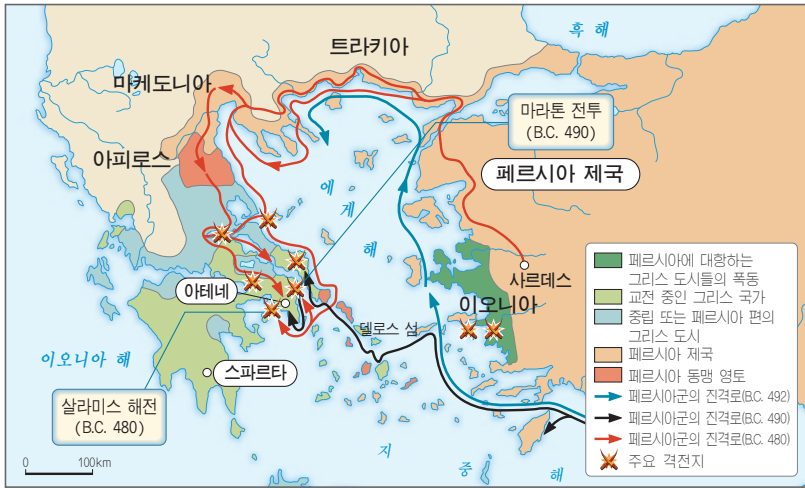 흑 해
트라키아
마케도니아
마라톤 전투
(B.C. 490)
아피로스
페르시아 제국
에 게 해
사르데스
아테네
이오니아
델로스 섬
이오니아 해
스파르타
살라미스 해전
(B.C. 480)
지 중 해
0 100km
페르시아에 대항하는
그리스 도시들의 폭동
교전 중인 그리스 국가
중립 또는 페르시아 편의
그리스 도시
페르시아 제국
페르시아 동맹 영토
페르시아군의 진격로(B.C. 492)
페르시아군의 진격로(B.C. 490)
페르시아군의 진격로(B.C. 480)
주요 격전지